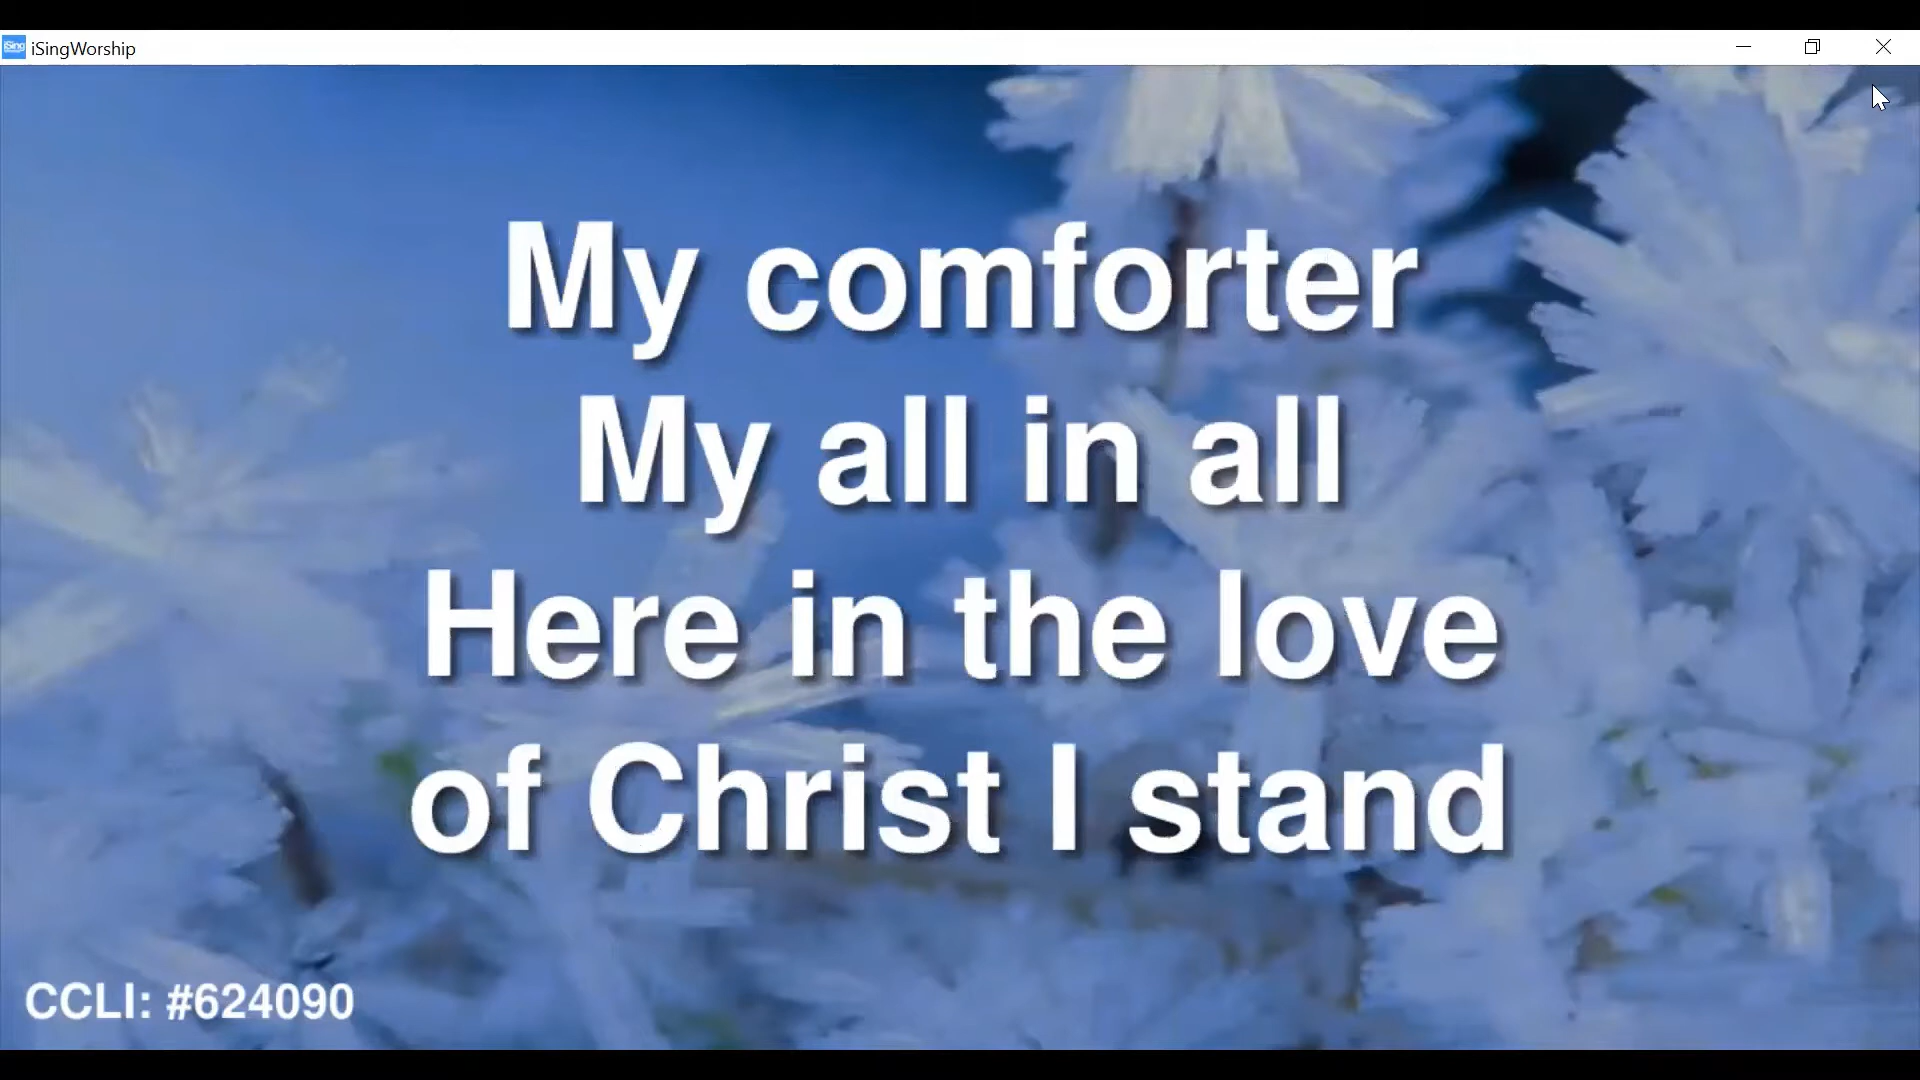 iSingWorship
My comforter
My all in all
Here in the love
of Christ I stand
CCLI: #624090